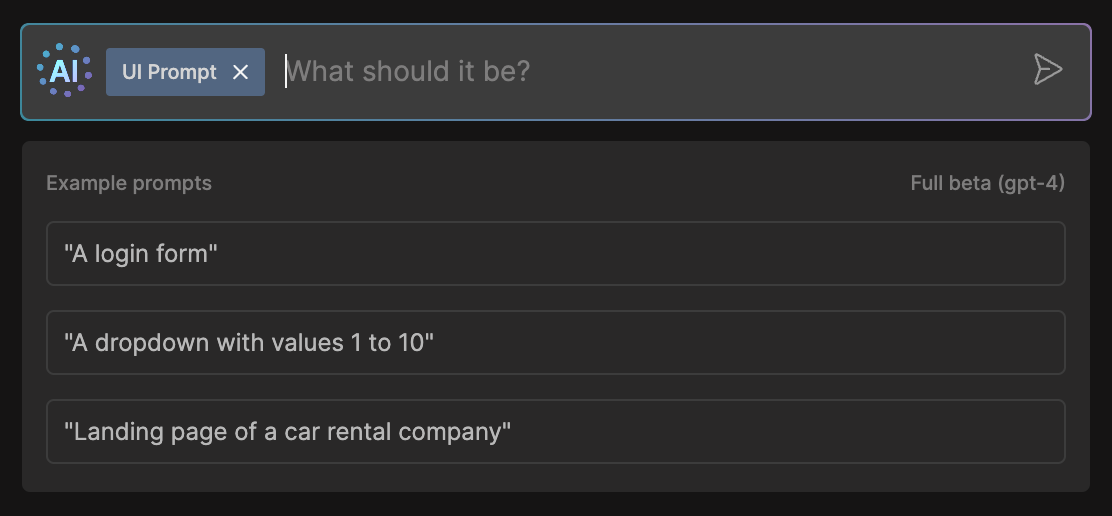 AI UI Prompt What should it be?
Example prompts Full beta (gpt-4)
"A login form"
"A dropdown with values 1 to 10"
"Landing page of a car rental company"